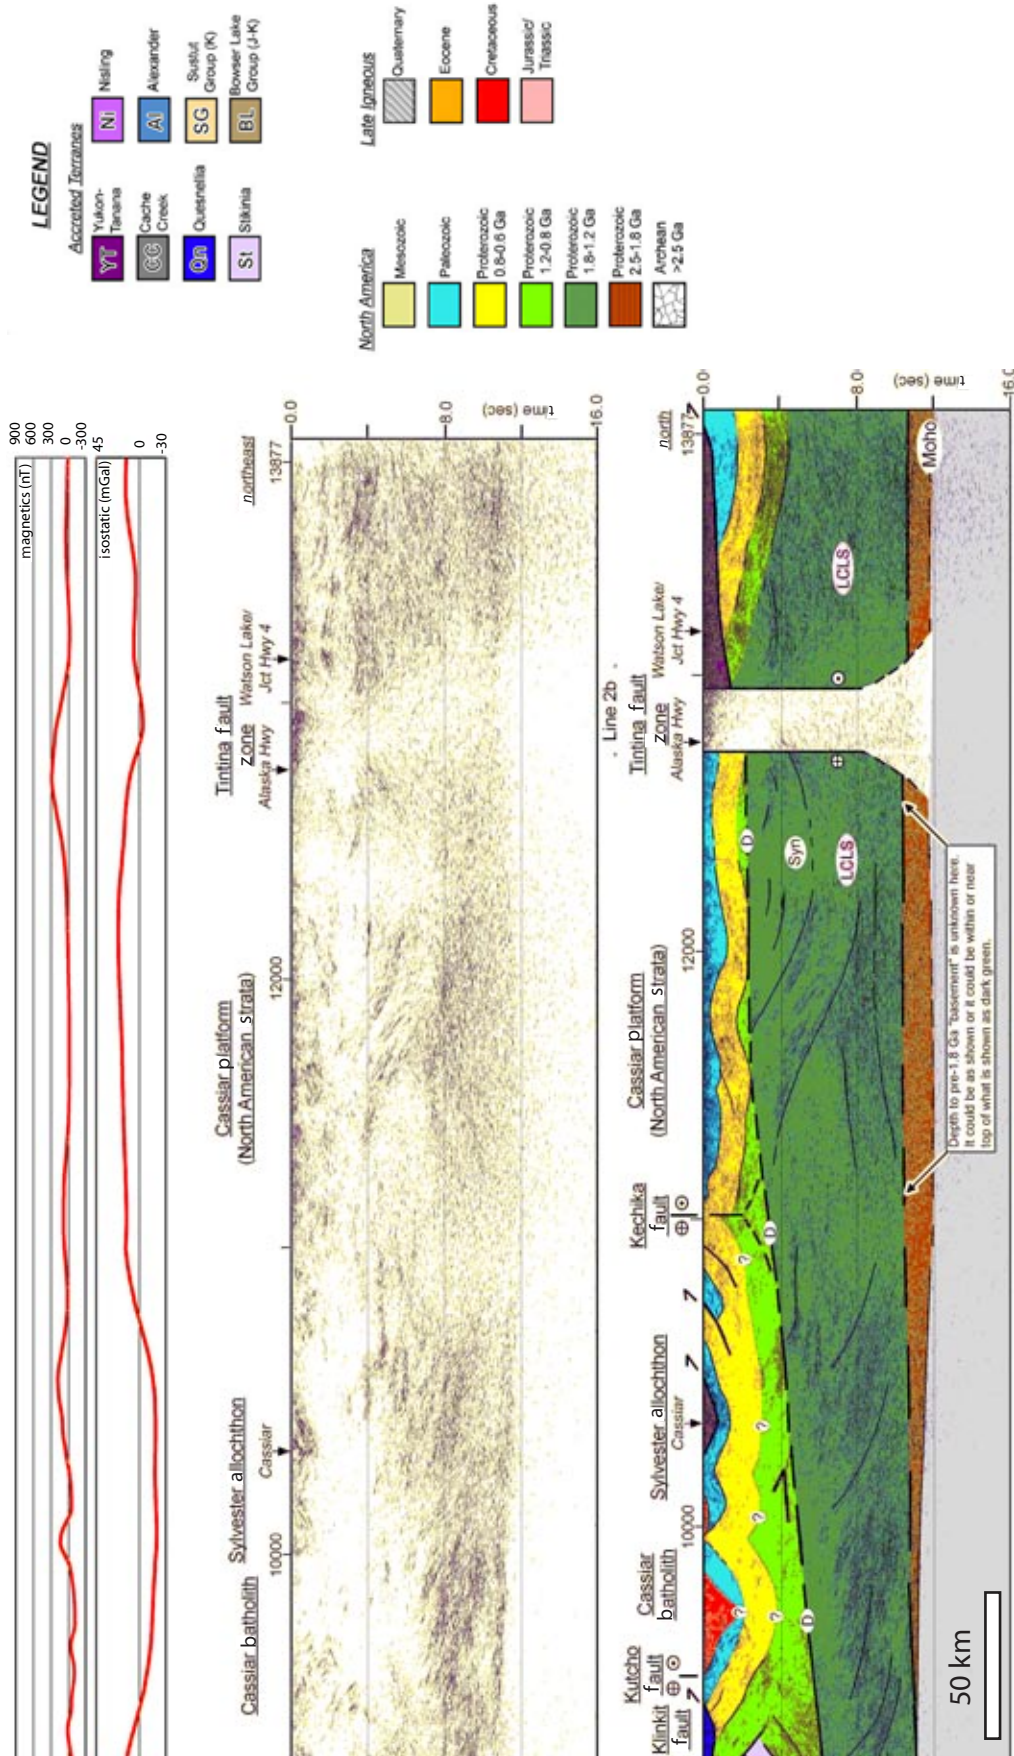 LEGEND
Accreted Terranes
YT Yukon-
Tanana
Ni Nisling
CC Cache
Creek
Al Alexander
Qn Quesnellia
SG Sustut
Group (K)
St Stikinia
BL Bowser Lake
Group (J-K)
North America
Mesozoic
Paleozoic
Proterozoic
0.8-0.6 Ga
Proterozoic
1.2-0.8 Ga
Proterozoic
1.8-1.2 Ga
Proterozoic
2.5-1.8 Ga
Archean
>2.5 Ga
Late Igneous
Quaternary
Eocene
Cretaceous
Jurassic/
Triassic
900
600
300
0
-300
magnetics (nT)
45
0
-30
isostatic (mGal)
Cassiar batholith
Sylvester allochthon
Cassiar
Cassiar platform
(North American strata)
Tintina fault
zone
Alaska Hwy
Watson Lake/
Jct Hwy 4
northeast
10000
12000
13877
0.0
8.0
16.0
time (sec)
Line 2b
Klinkit
fault
Kutcho
fault
Cassiar
batholith
Sylvester allochthon
Cassiar
Kechika
fault
Cassiar platform
(North American strata)
Tintina fault
zone
Alaska Hwy
Watson Lake/
Jct Hwy 4
north
10000
12000
13877
0.0
8.0
16.0
time (sec)
?
?
?
?
?
D
D
D
Syn
LCLS
LCLS
Moho
Depth to pre-1.8 Ga "basement" is unknown here.
It could be as shown or it could be within or near
top of what is shown as dark green.
50 km